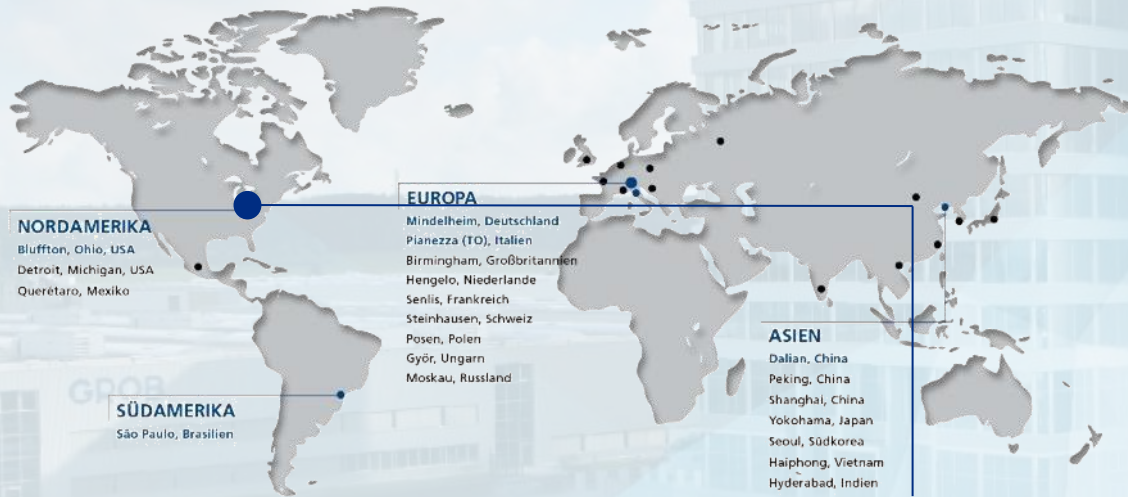 NORDAMERIKA
Bluffton, Ohio, USA
Detroit, Michigan, USA
Querétaro, Mexiko
SÜDAMERIKA
São Paulo, Brasilien
EUROPA
Mindelheim, Deutschland
Pianezza (TO), Italien
Birmingham, Großbritannien
Hengelo, Niederlande
Senlis, Frankreich
Steinhausen, Schweiz
Posen, Polen
Györ, Ungarn
Moskau, Russland
ASIEN
Dalian, China
Peking, China
Shanghai, China
Yokohama, Japan
Seoul, Südkorea
Haiphong, Vietnam
Hyderabad, Indien
GROB